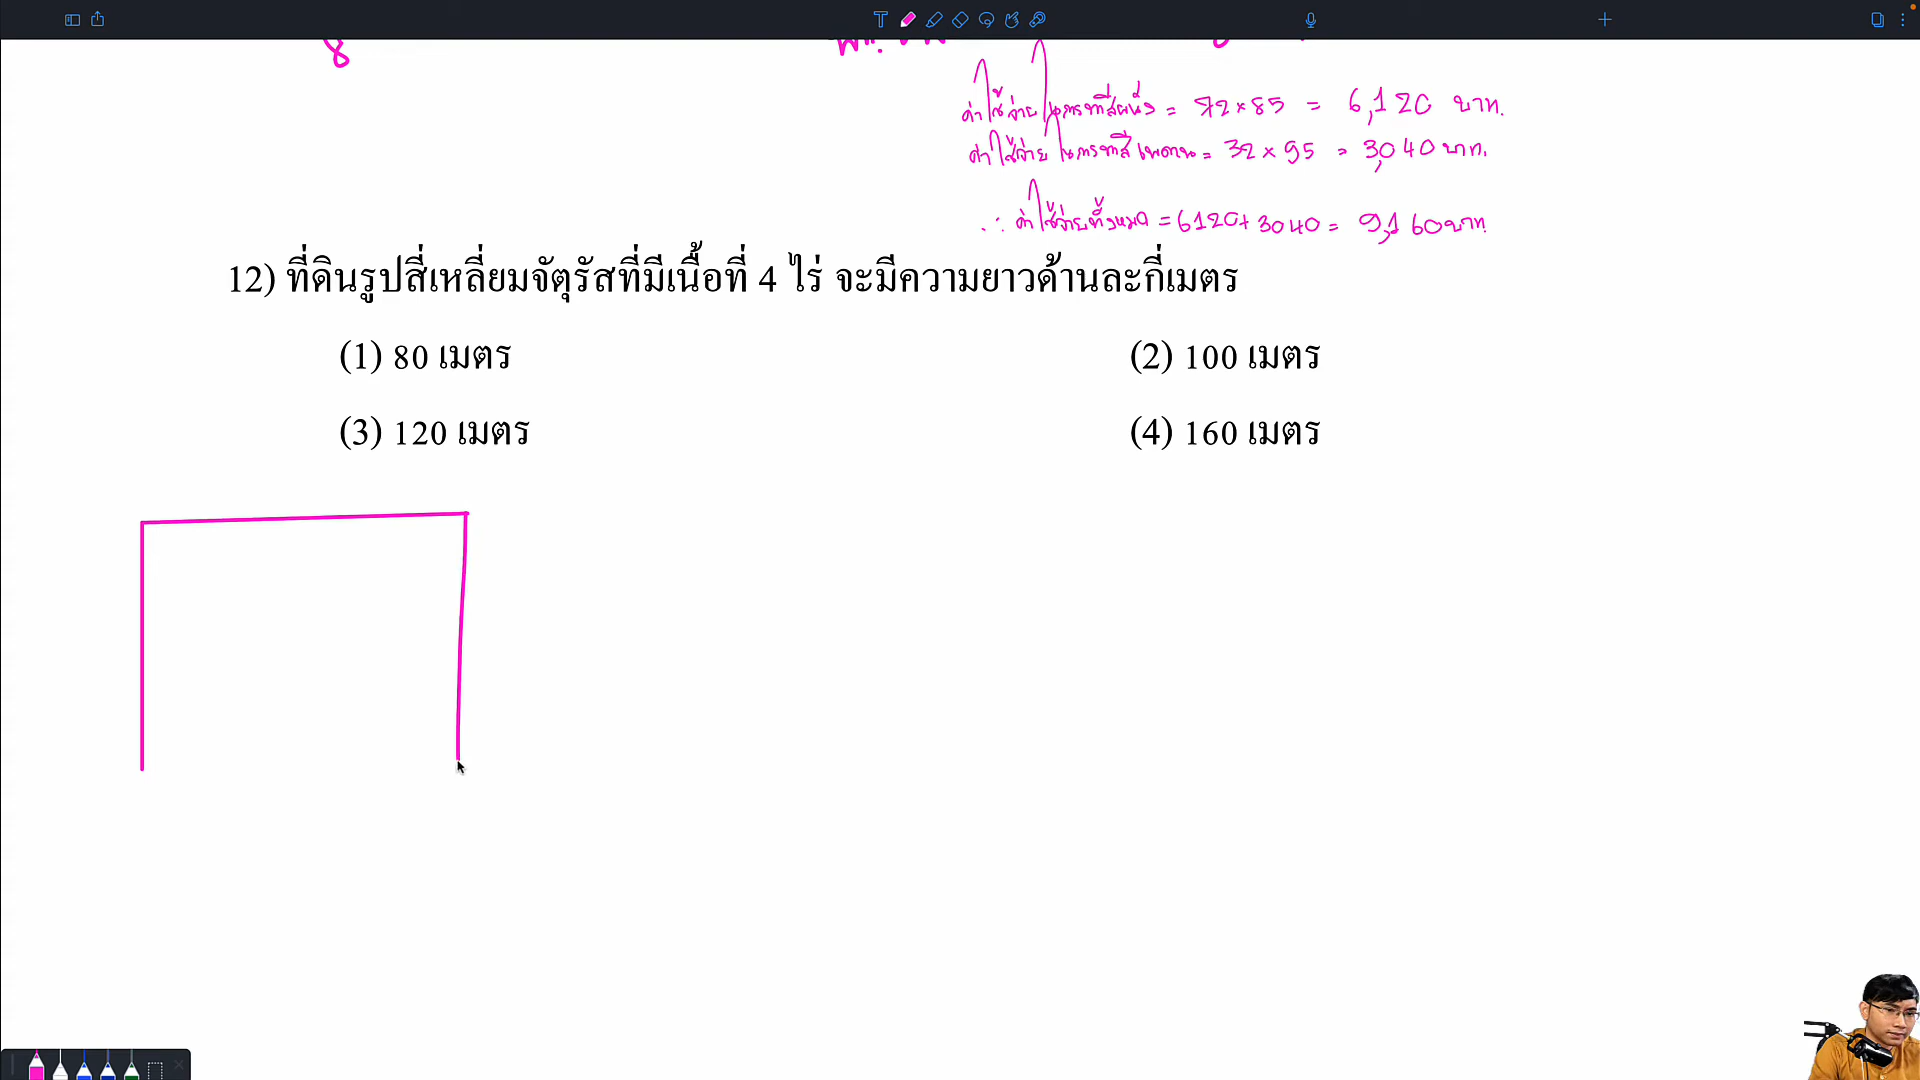 ค่าใช้จ่ายในการทาสีผนัง = 72×85 = 6,120 บาท.
ค่าใช้จ่ายในการทาสีเพดาน = 32×95 = 3,040 บาท.
∴ ค่าใช้จ่ายทั้งหมด = 6120+3040 = 9,160 บาท
12) ที่ดินรูปสี่เหลี่ยมจัตุรัสที่มีเนื้อที่ 4 ไร่ จะมีความยาวด้านละกี่เมตร
(1) 80 เมตร (2) 100 เมตร
(3) 120 เมตร (4) 160 เมตร